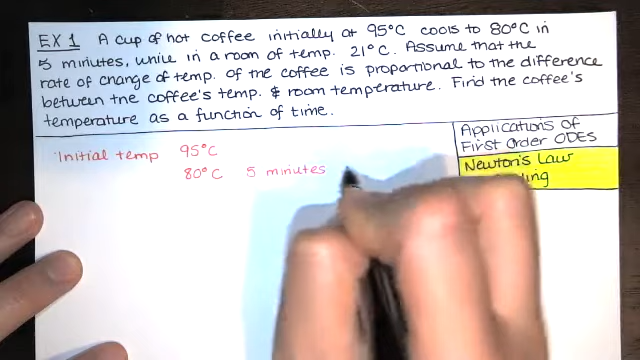 EX 1 A cup of hot coffee initially at 95°C cools to 80°C in
5 minutes, while in a room of temp. 21°C. Assume that the
rate of change of temp. of the coffee is proportional to the difference
between the coffee's temp. & room temperature. Find the coffee's
temperature as a function of time.
Applications of
First Order ODES
Newton's Law
Initial temp 95°C
80°C 5 minutes